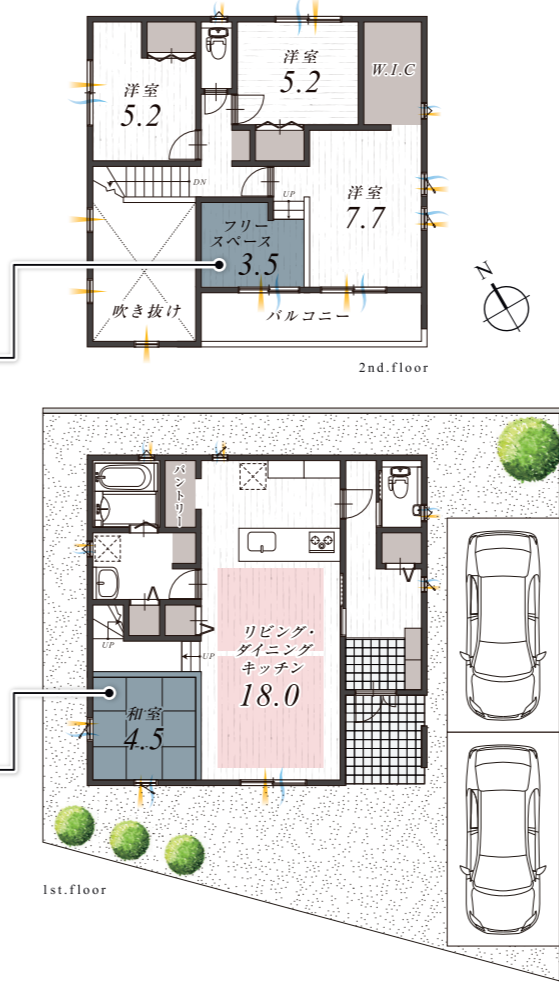 洋室
5.2
洋室
5.2
W.I.C
DN
UP
洋室
7.7
フリー
スペース
3.5
吹き抜け
バルコニー
N
2nd.floor
パントリー
UP
UP
リビング・
ダイニング
キッチン
18.0
和室
4.5
1st.floor